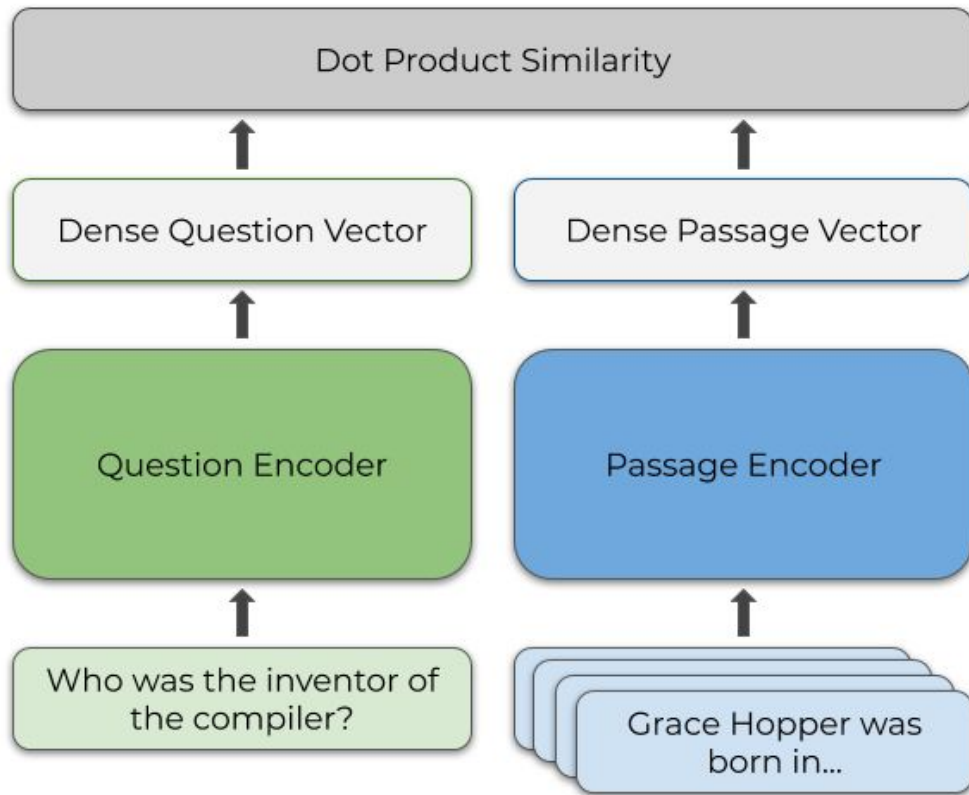 Dot Product Similarity
Dense Question Vector
Dense Passage Vector
Question Encoder
Passage Encoder
Who was the inventor of
the compiler?
Grace Hopper was
born in...